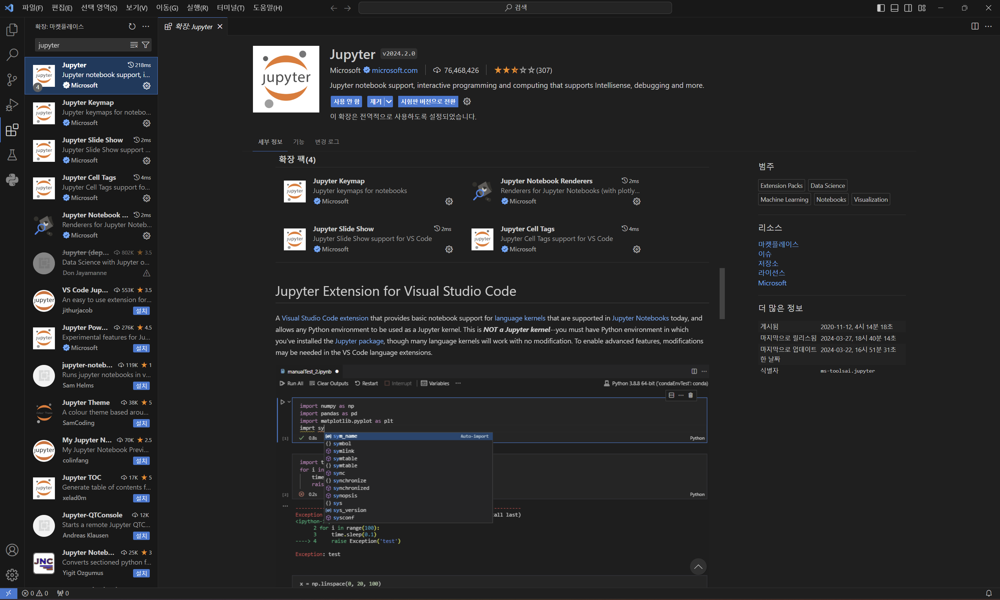 파일(F) 편집(E) 선택 영역(S) 보기(V) 이동(G) 실행(R) 터미널(T) 도움말(H)
검색
확장: 마켓플레이스
jupyter
Jupyter 218ms
Jupyter notebook support, i...
Microsoft
4
Jupyter Keymap
Jupyter keymaps for notebo...
Microsoft
Jupyter Slide Show 2ms
Jupyter Slide Show support ...
Microsoft
Jupyter Cell Tags 4ms
Jupyter Cell Tags support fo...
Microsoft
Jupyter Notebook ... 2ms
Renderers for Jupyter Noteb...
Microsoft
Jupyter (dep... 802K 3.5
Data Science with Jupyter o...
Don Jayamanne
VS Code Jup... 553K 3.5
An easy to use extension for...
jithurjacob 설치
Jupyter Pow... 276K 4.5
Experimental features for Ju...
Microsoft 설치
jupyter-noteb... 119K 1
Runs jupyter notebooks in v...
Sam Helms 설치
Jupyter Theme 38K 5
A colour theme based arou...
SamCoding 설치
My Jupyter N... 70K 2.5
My Jupyter Notebook Previ...
colinfang 설치
Jupyter TOC 17K 5
Generate table of contents f...
xelad0m 설치
Jupyter-QTConsole 12K
Starts a remote Jupyter QTC...
Andreas Klausen 설치
Jupyter Noteb... 25K 3
Converts sectioned python f...
Yigit Ozgumus 설치
JNC
확장: Jupyter
jupyter
Jupyter v2024.2.0
Microsoft microsoft.com 76,468,426 (307)
Jupyter notebook support, interactive programming and computing that supports Intellisense, debugging and more.
사용 안 함 제거 시험판 버전으로 전환
이 확장은 전역적으로 사용하도록 설정되었습니다.
세부 정보 기능 변경 로그
확장 팩(4)
Jupyter Keymap
Jupyter keymaps for notebooks
Microsoft
Jupyter Notebook Renderers 2ms
Renderers for Jupyter Notebooks (with plotly...
Microsoft
Jupyter Slide Show 2ms
Jupyter Slide Show support for VS Code
Microsoft
Jupyter Cell Tags 4ms
Jupyter Cell Tags support for VS Code
Microsoft
Jupyter Extension for Visual Studio Code
A Visual Studio Code extension that provides basic notebook support for language kernels that are supported in Jupyter Notebooks today, and
allows any Python environment to be used as a Jupyter kernel. This is NOT a Jupyter kernel--you must have Python environment in which
you've installed the Jupyter package, though many language kernels will work with no modification. To enable advanced features, modifications
may be needed in the VS Code language extensions.
manualTest_2.ipynb
Run All Clear Outputs Restart Interrupt Variables ... Python 3.8.8 64-bit ('condaEnvTest': conda)
import numpy as np
import pandas as pd
import matplotlib.pyplot as plt
imprt sy
[1] 0.8s Python
sym_name Auto-import
symbol
symlink
symtable
symtable
sync
synchronize
synchronized
synopsis
sys
sys_version
sysconf
import t
for i in
time
rais
[2] 0.2s Python
Exception all last)
<ipython-
2 for i in range(100):
3 time.sleep(0.1)
----> 4 raise Exception('test')
Exception: test
x = np.linspace(0, 20, 100)
범주
Extension Packs Data Science
Machine Learning Notebooks Visualization
리소스
마켓플레이스
이슈
저장소
라이선스
Microsoft
더 많은 정보
게시됨 2020-11-12, 4시 14분 18초
마지막으로 릴리스됨 2024-03-27, 18시 40분 14초
마지막으로 업데이트 2024-03-22, 16시 51분 31초
한 날짜
식별자 ms-toolsai.jupyter
0 0 0